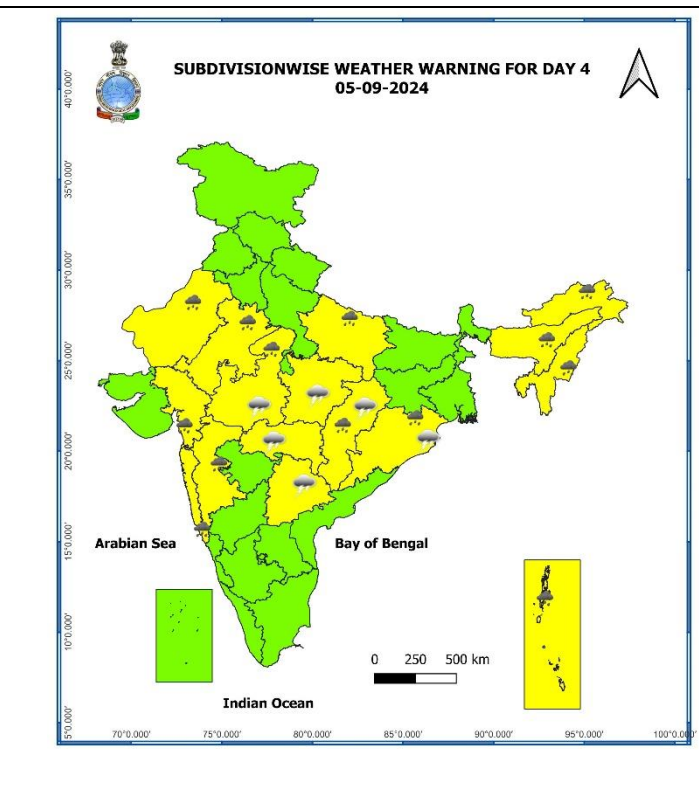 SUBDIVISIONWISE WEATHER WARNING FOR DAY 4
05-09-2024
40°0.000'
35°0.000'
30°0.000'
25°0.000'
20°0.000'
15°0.000'
10°0.000'
5°0.000'
Arabian Sea
Bay of Bengal
0 250 500 km
Indian Ocean
70°0.000' 75°0.000' 80°0.000' 85°0.000' 90°0.000' 95°0.000' 100°0.000'